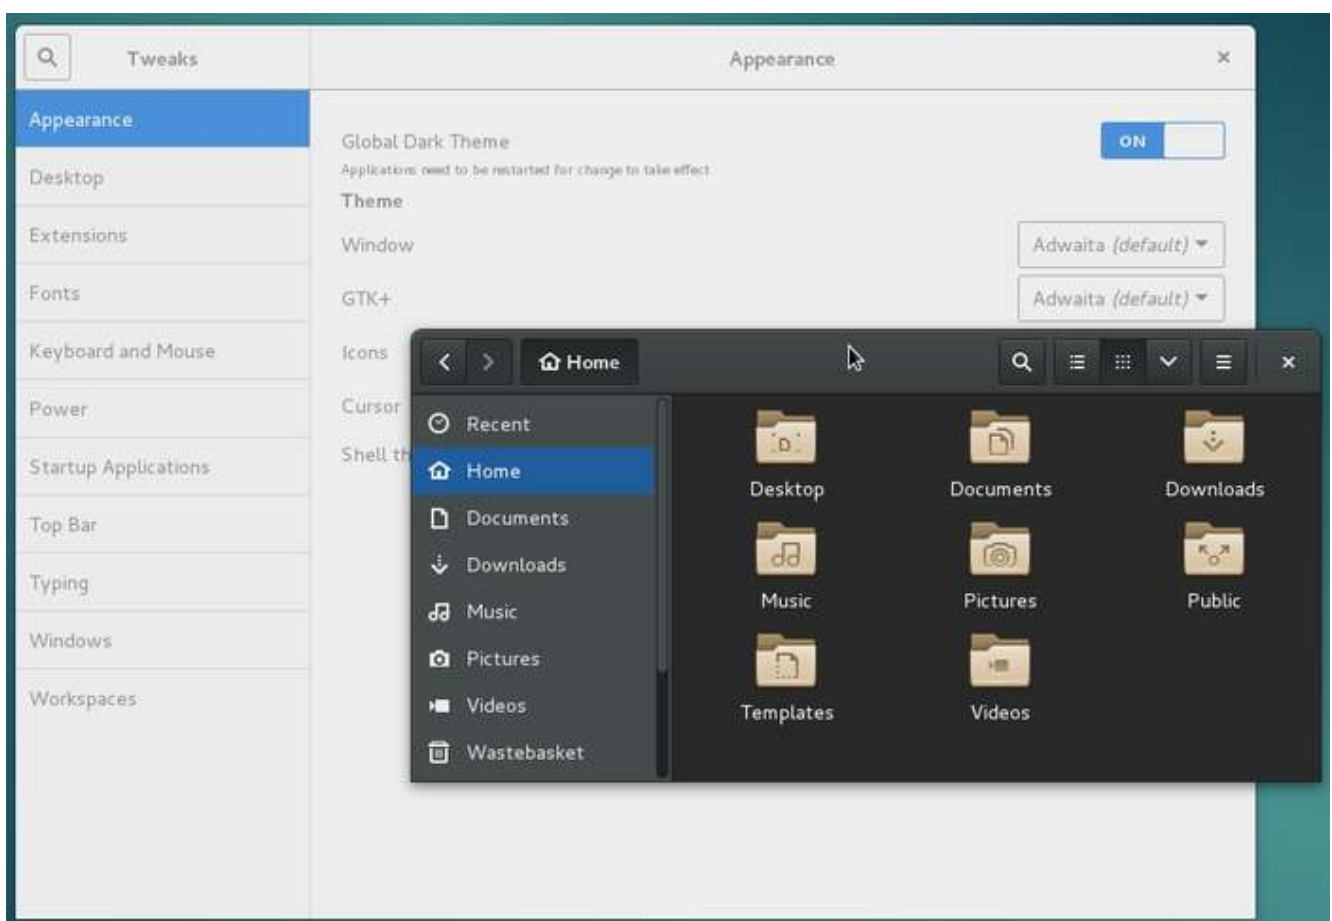 Tweaks
Appearance
Appearance
Desktop
Extensions
Fonts
Keyboard and Mouse
Power
Startup Applications
Top Bar
Typing
Windows
Workspaces
Global Dark Theme
ON
Applications need to be restarted for change to take effect
Theme
Window
Adwaita (default)
GTK+
Adwaita (default)
Icons
Cursor
Shell th
Home
Recent
Home
Documents
Downloads
Music
Pictures
Videos
Wastebasket
Desktop
Documents
Downloads
Music
Pictures
Public
Templates
Videos